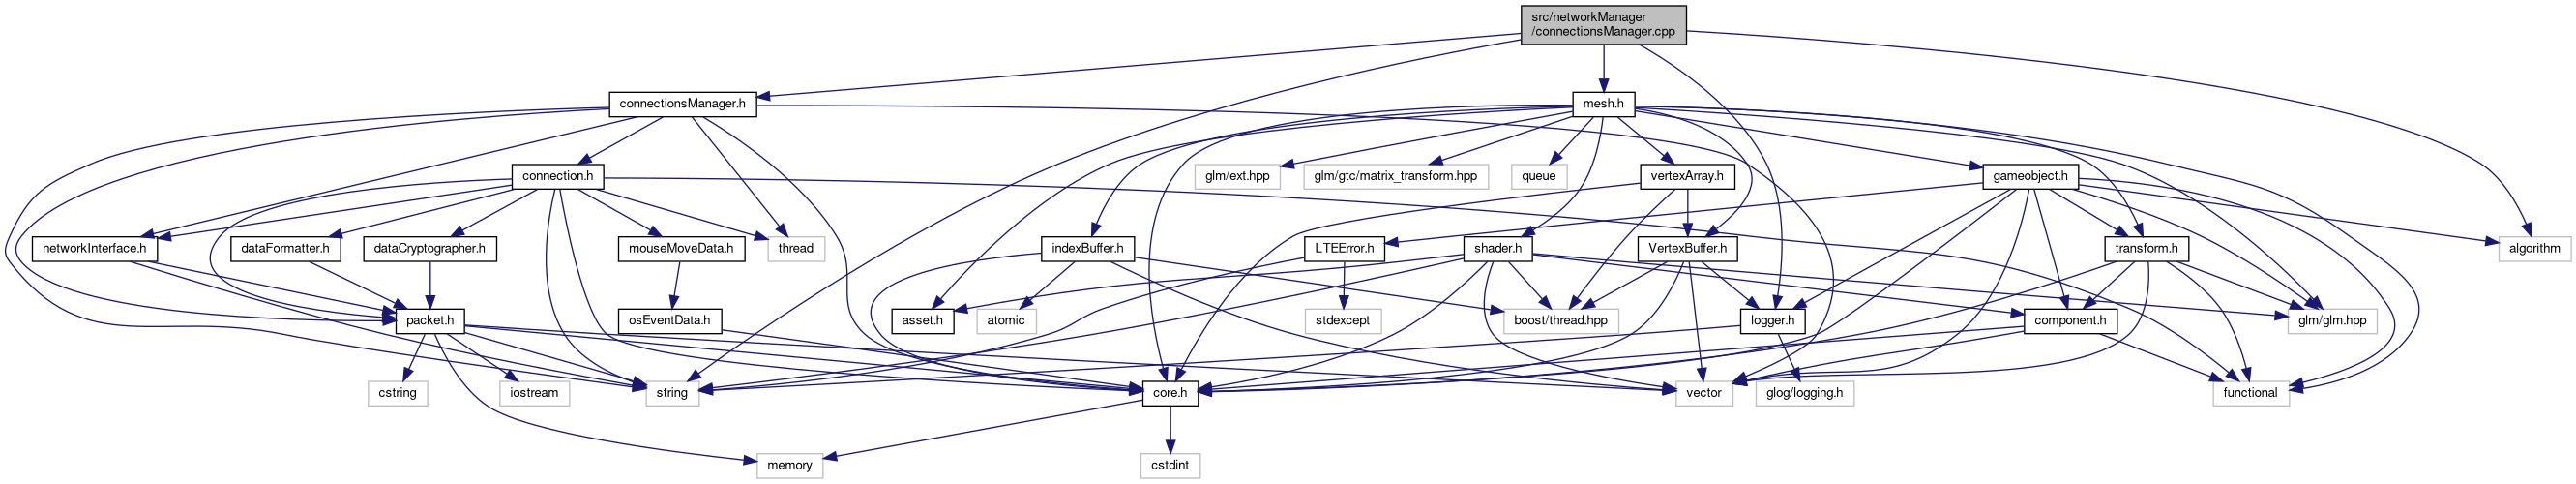 src/networkManager
/connectionsManager.cpp
connectionsManager.h
mesh.h
connection.h
glm/ext.hpp
glm/gtc/matrix_transform.hpp
queue
vertexArray.h
gameobject.h
networkInterface.h
dataFormatter.h
dataCryptographer.h
mouseMoveData.h
thread
indexBuffer.h
LTEError.h
shader.h
VertexBuffer.h
transform.h
algorithm
packet.h
osEventData.h
asset.h
atomic
stdexcept
boost/thread.hpp
logger.h
component.h
glm/glm.hpp
cstring
iostream
string
core.h
vector
glog/logging.h
functional
memory
cstdint